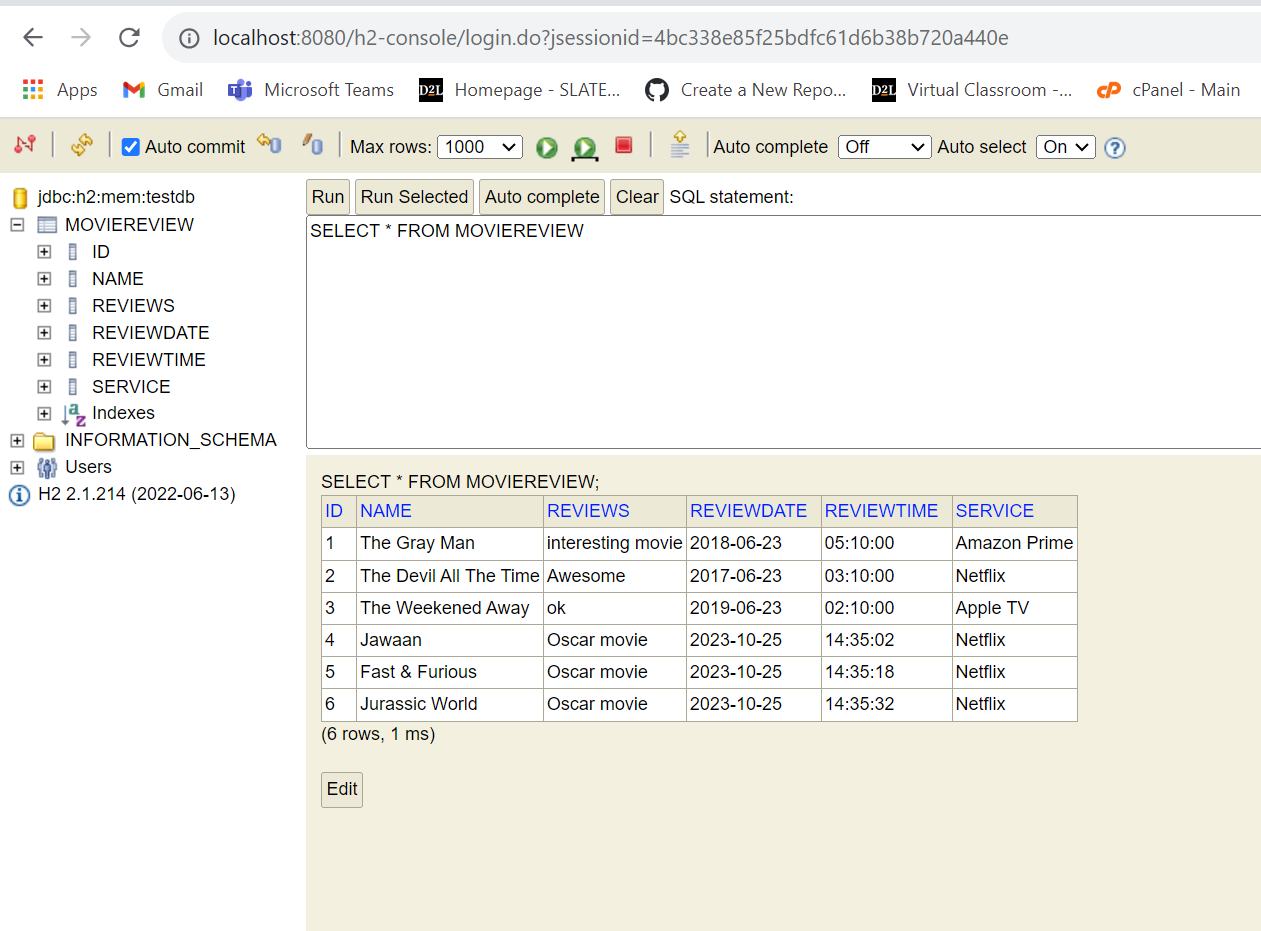 localhost:8080/h2-console/login.do?jsessionid=4bc338e85f25bdfc61d6b38b720a440e
Apps Gmail Microsoft Teams D2L Homepage - SLATE... Create a New Repo... D2L Virtual Classroom -... cP cPanel - Main
Auto commit Max rows: 1000 Auto complete Off Auto select On ?
jdbc:h2:mem:testdb
MOVIEREVIEW
ID
NAME
REVIEWS
REVIEWDATE
REVIEWTIME
SERVICE
Indexes
INFORMATION_SCHEMA
Users
H2 2.1.214 (2022-06-13)
Run Run Selected Auto complete Clear SQL statement:
SELECT * FROM MOVIEREVIEW
SELECT * FROM MOVIEREVIEW;
ID NAME REVIEWS REVIEWDATE REVIEWTIME SERVICE
1 The Gray Man interesting movie 2018-06-23 05:10:00 Amazon Prime
2 The Devil All The Time Awesome 2017-06-23 03:10:00 Netflix
3 The Weekened Away ok 2019-06-23 02:10:00 Apple TV
4 Jawaan Oscar movie 2023-10-25 14:35:02 Netflix
5 Fast & Furious Oscar movie 2023-10-25 14:35:18 Netflix
6 Jurassic World Oscar movie 2023-10-25 14:35:32 Netflix
(6 rows, 1 ms)
Edit